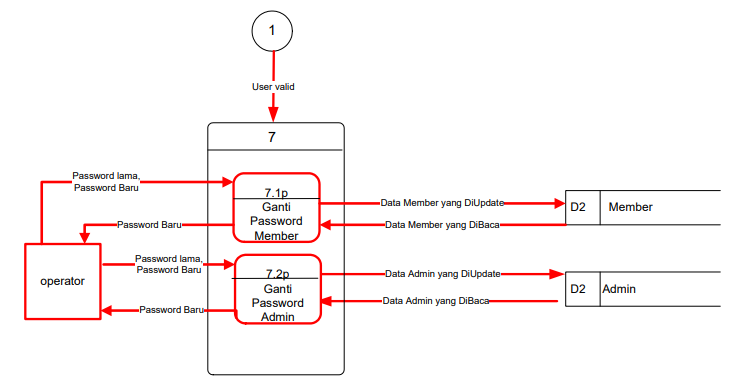 1
User valid
7
Password lama,
Password Baru
7.1p
Ganti
Password
Member
Data Member yang DiUpdate
D2 Member
Password Baru
Data Member yang DiBaca
operator
Password lama,
Password Baru
7.2p
Ganti
Password
Admin
Data Admin yang DiUpdate
D2 Admin
Password Baru
Data Admin yang DiBaca